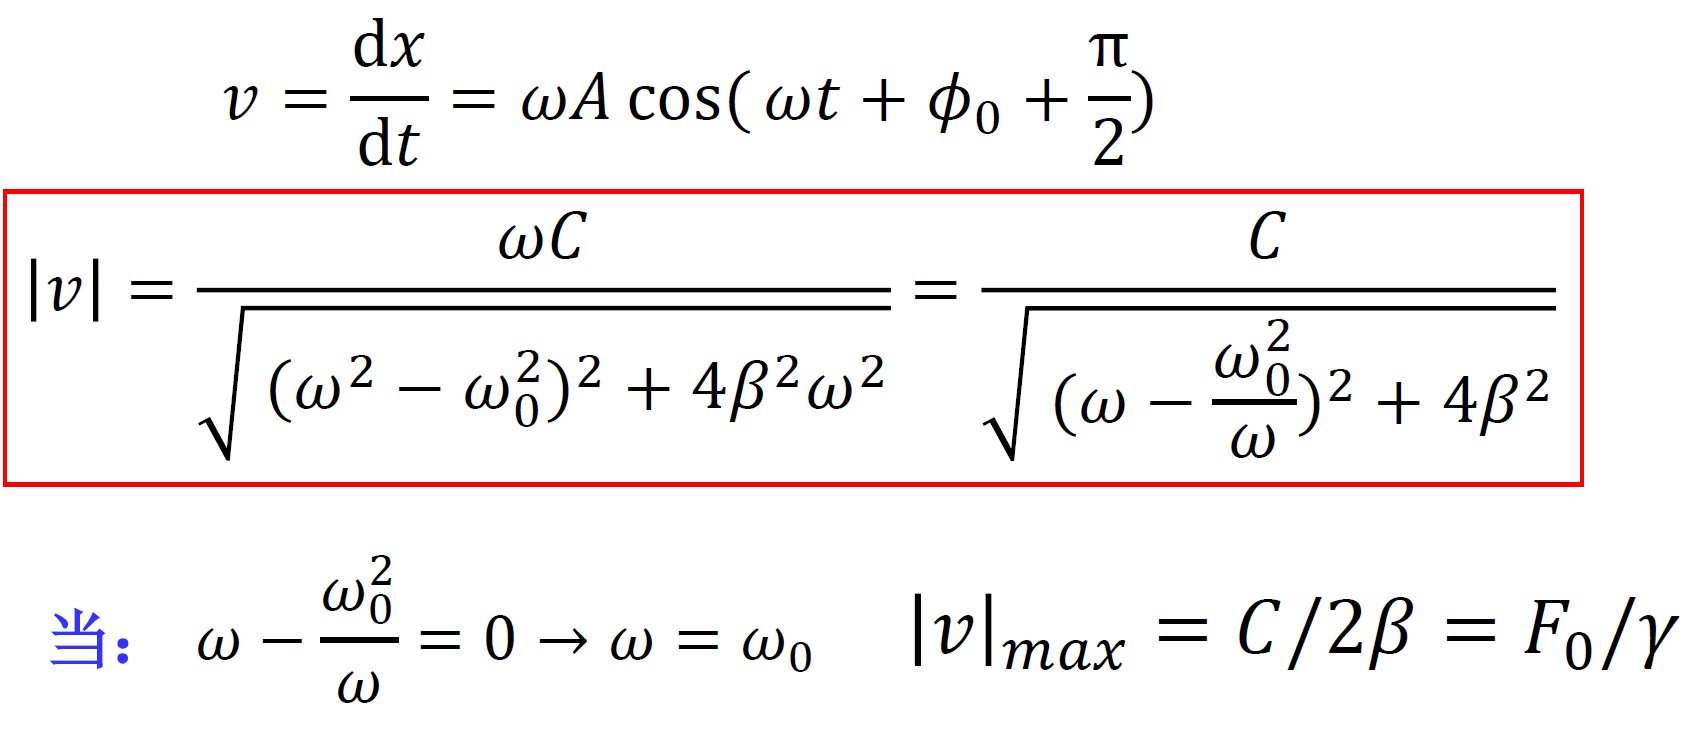 v = dx/dt = ωA cos( ωt + ϕ₀ + π/2)
|v| = ωC/√((ω² − ω₀²)² + 4β²ω²) = C/√((ω − ω₀²/ω)² + 4β²)
当： ω − ω₀²/ω = 0 → ω = ω₀ |v|ₘₐₓ = C/2β = F₀/γ